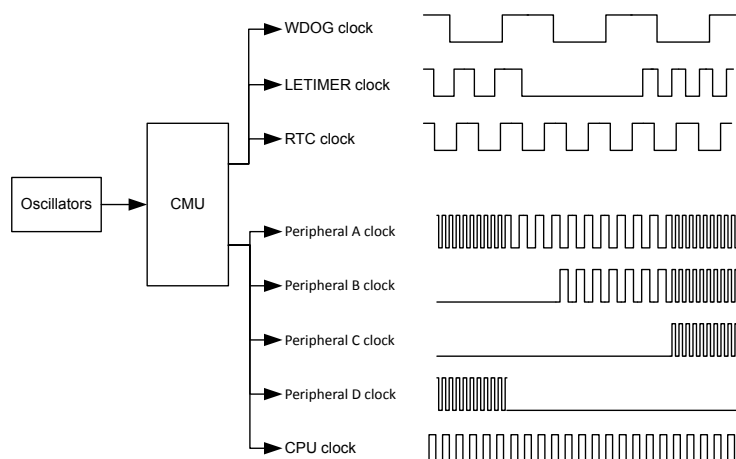 WDOG clock
LETIMER clock
RTC clock
Oscillators
CMU
Peripheral A clock
Peripheral B clock
Peripheral C clock
Peripheral D clock
CPU clock